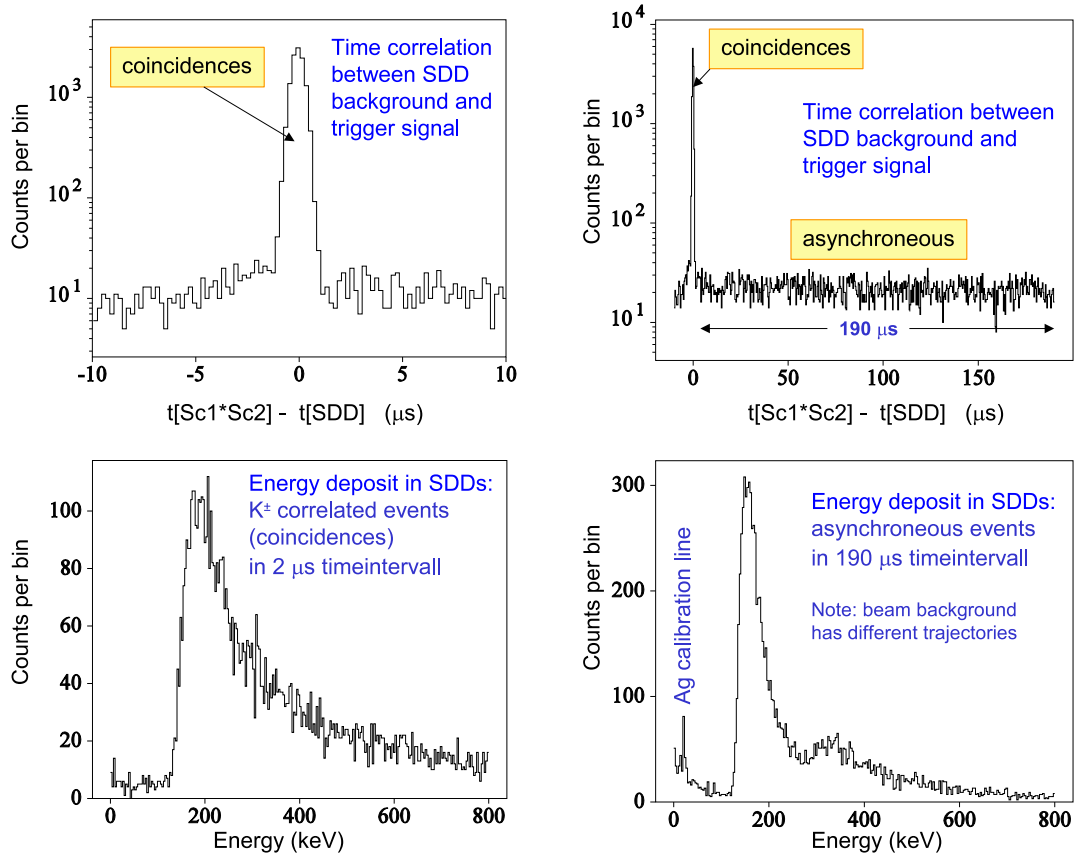 coincidences
Time correlation
between SDD
background and
trigger signal
Counts per bin
10³
10²
10¹
-10
-5
0
5
10
t[Sc1*Sc2] - t[SDD] (μs)
coincidences
Time correlation between
SDD background and
trigger signal
asynchroneous
190 μs
Counts per bin
10⁴
10³
10²
10¹
0
50
100
150
t[Sc1*Sc2] - t[SDD] (μs)
Energy deposit in SDDs:
K± correlated events
(coincidences)
in 2 μs timeintervall
Counts per bin
100
80
60
40
20
0
0
200
400
600
800
Energy (keV)
Energy deposit in SDDs:
asynchroneous events
in 190 μs timeintervall
Note: beam background
has different trajectories
Ag calibration line
Counts per bin
300
200
100
0
0
200
400
600
800
Energy (keV)